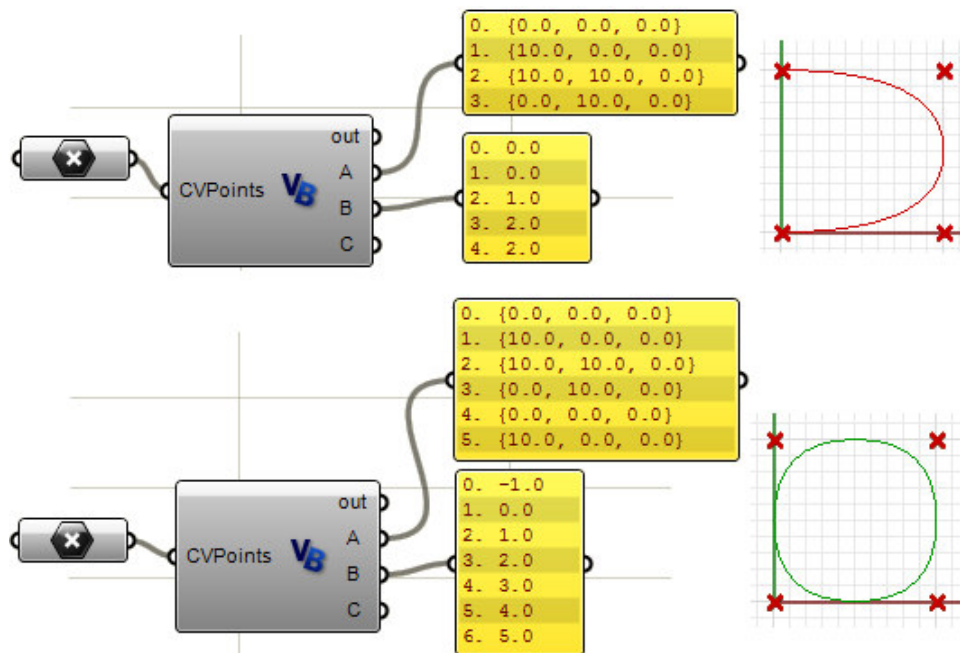 0. {0.0, 0.0, 0.0}
1. {10.0, 0.0, 0.0}
2. {10.0, 10.0, 0.0}
3. {0.0, 10.0, 0.0}
CVPoints
VB
out
A
B
C
0. 0.0
1. 0.0
2. 1.0
3. 2.0
4. 2.0
0. {0.0, 0.0, 0.0}
1. {10.0, 0.0, 0.0}
2. {10.0, 10.0, 0.0}
3. {0.0, 10.0, 0.0}
4. {0.0, 0.0, 0.0}
5. {10.0, 0.0, 0.0}
CVPoints
VB
out
A
B
C
0. -1.0
1. 0.0
2. 1.0
3. 2.0
4. 3.0
5. 4.0
6. 5.0